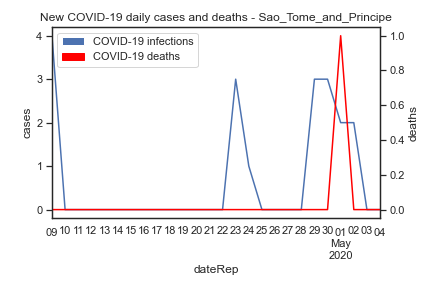 New COVID-19 daily cases and deaths - Sao_Tome_and_Principe
COVID-19 infections
COVID-19 deaths
4
3
2
1
0
cases
1.0
0.8
0.6
0.4
0.2
0.0
deaths
09 10 11 12 13 14 15 16 17 18 19 20 21 22 23 24 25 26 27 28 29 30 01 02 03 04
May
2020
dateRep